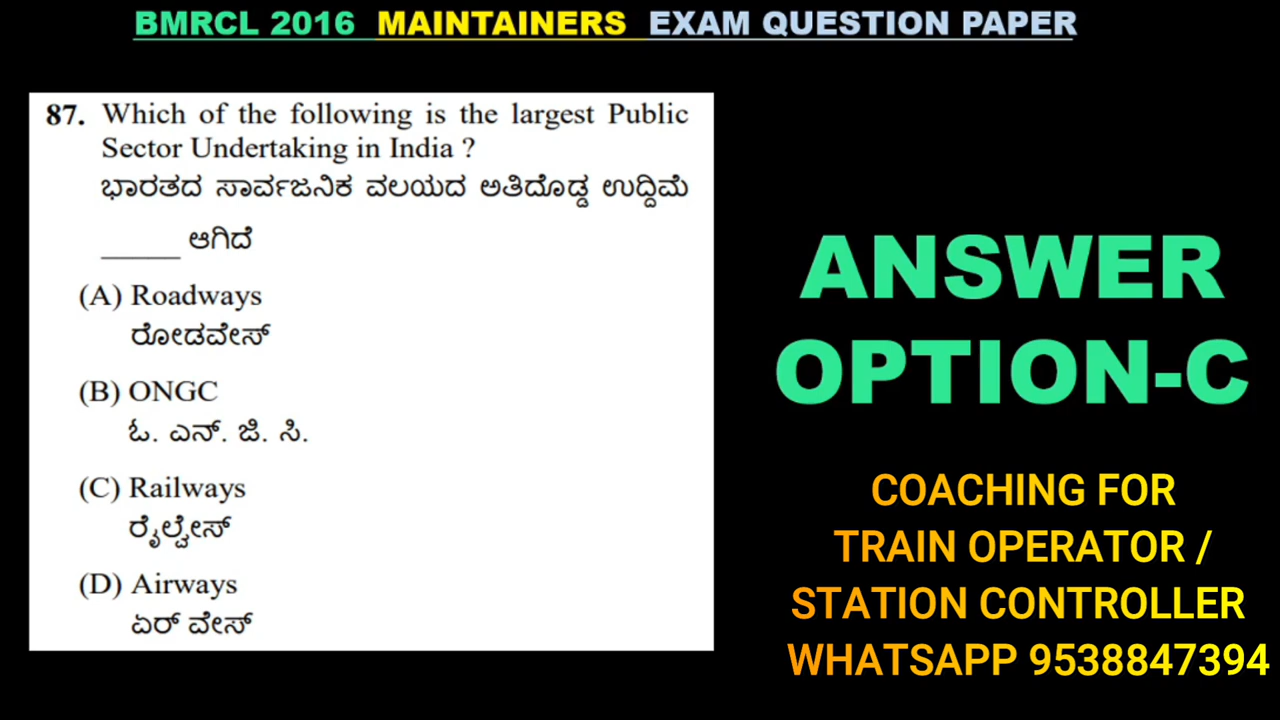 BMRCL 2016 MAINTAINERS EXAM QUESTION PAPER
87. Which of the following is the largest Public
Sector Undertaking in India ?
ಭಾರತದ ಸಾರ್ವಜನಿಕ ವಲಯದ ಅತಿದೊಡ್ಡ ಉದ್ದಿಮೆ
______ ಆಗಿದೆ
(A) Roadways
ರೋಡವೇಸ್
(B) ONGC
ಓ. ಎನ್. ಜಿ. ಸಿ.
(C) Railways
ರೈಲ್ವೇಸ್
(D) Airways
ಏರ್ ವೇಸ್
ANSWER
OPTION-C
COACHING FOR
TRAIN OPERATOR /
STATION CONTROLLER
WHATSAPP 9538847394